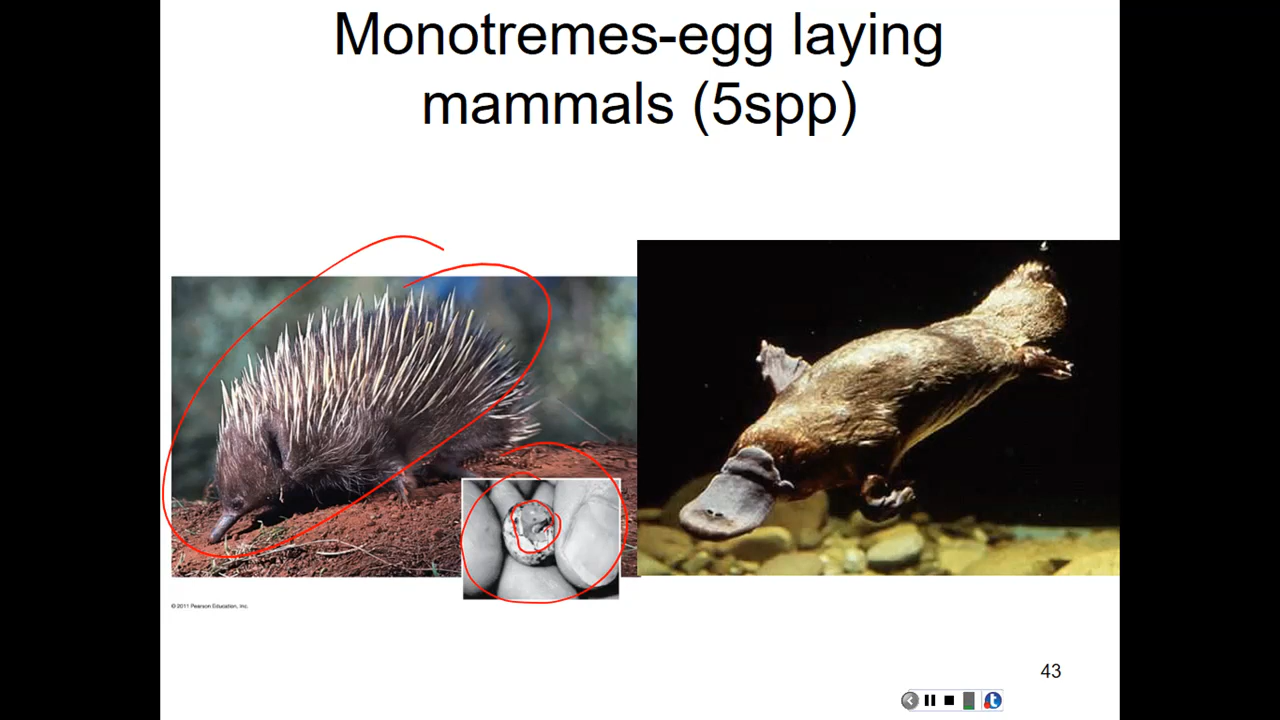 Monotremes-egg laying
mammals (5spp)
© 2011 Pearson Education, Inc.
43